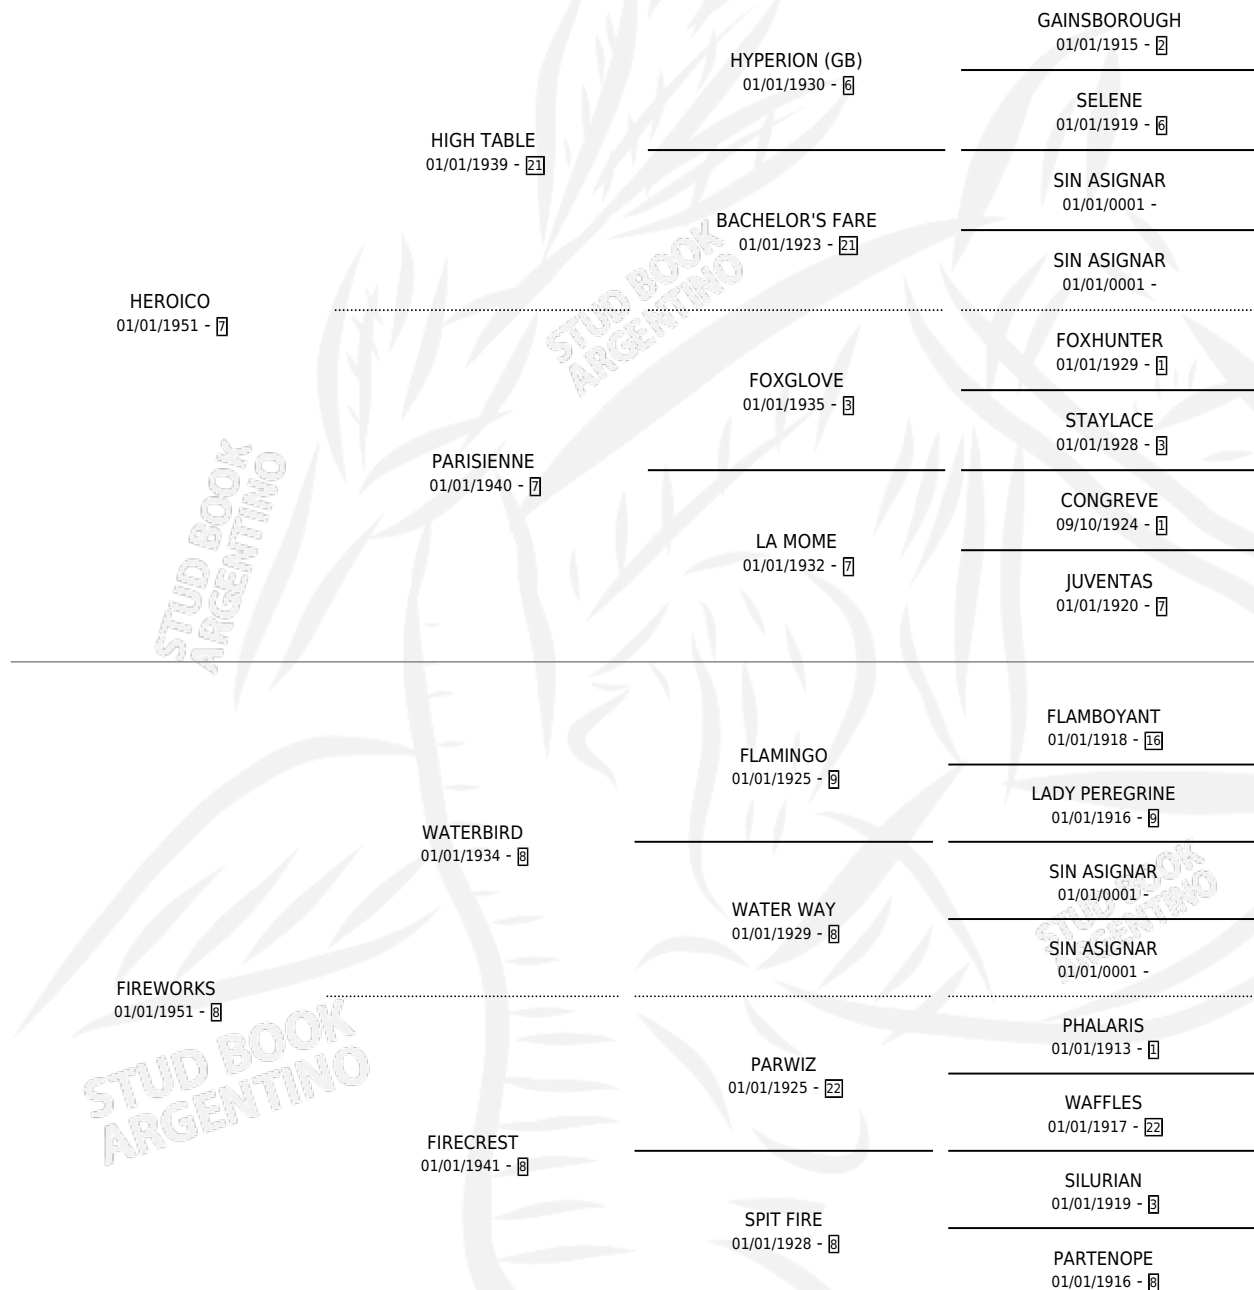 GAINSBOROUGH
01/01/1915 - 2
HYPERION (GB)
01/01/1930 - 6
SELENE
01/01/1919 - 6
HIGH TABLE
01/01/1939 - 21
SIN ASIGNAR
01/01/0001 -
BACHELOR'S FARE
01/01/1923 - 21
SIN ASIGNAR
01/01/0001 -
HEROICO
01/01/1951 - 7
FOXHUNTER
01/01/1929 - 1
FOXGLOVE
01/01/1935 - 3
STAYLACE
01/01/1928 - 3
PARISIENNE
01/01/1940 - 7
CONGREVE
09/10/1924 - 1
LA MOME
01/01/1932 - 7
JUVENTAS
01/01/1920 - 7
FLAMBOYANT
01/01/1918 - 16
FLAMINGO
01/01/1925 - 9
LADY PEREGRINE
01/01/1916 - 9
WATERBIRD
01/01/1934 - 8
SIN ASIGNAR
01/01/0001 -
WATER WAY
01/01/1929 - 8
SIN ASIGNAR
01/01/0001 -
FIREWORKS
01/01/1951 - 8
PHALARIS
01/01/1913 - 1
PARWIZ
01/01/1925 - 22
WAFFLES
01/01/1917 - 22
FIRECREST
01/01/1941 - 8
SILURIAN
01/01/1919 - 3
SPIT FIRE
01/01/1928 - 8
PARTENOPE
01/01/1916 - 8
STUD BOOK
ARGENTINO
STUD BOOK
ARGENTINO
STUD BOOK
ARGENTINO
STUD BOOK
ARGENTINO